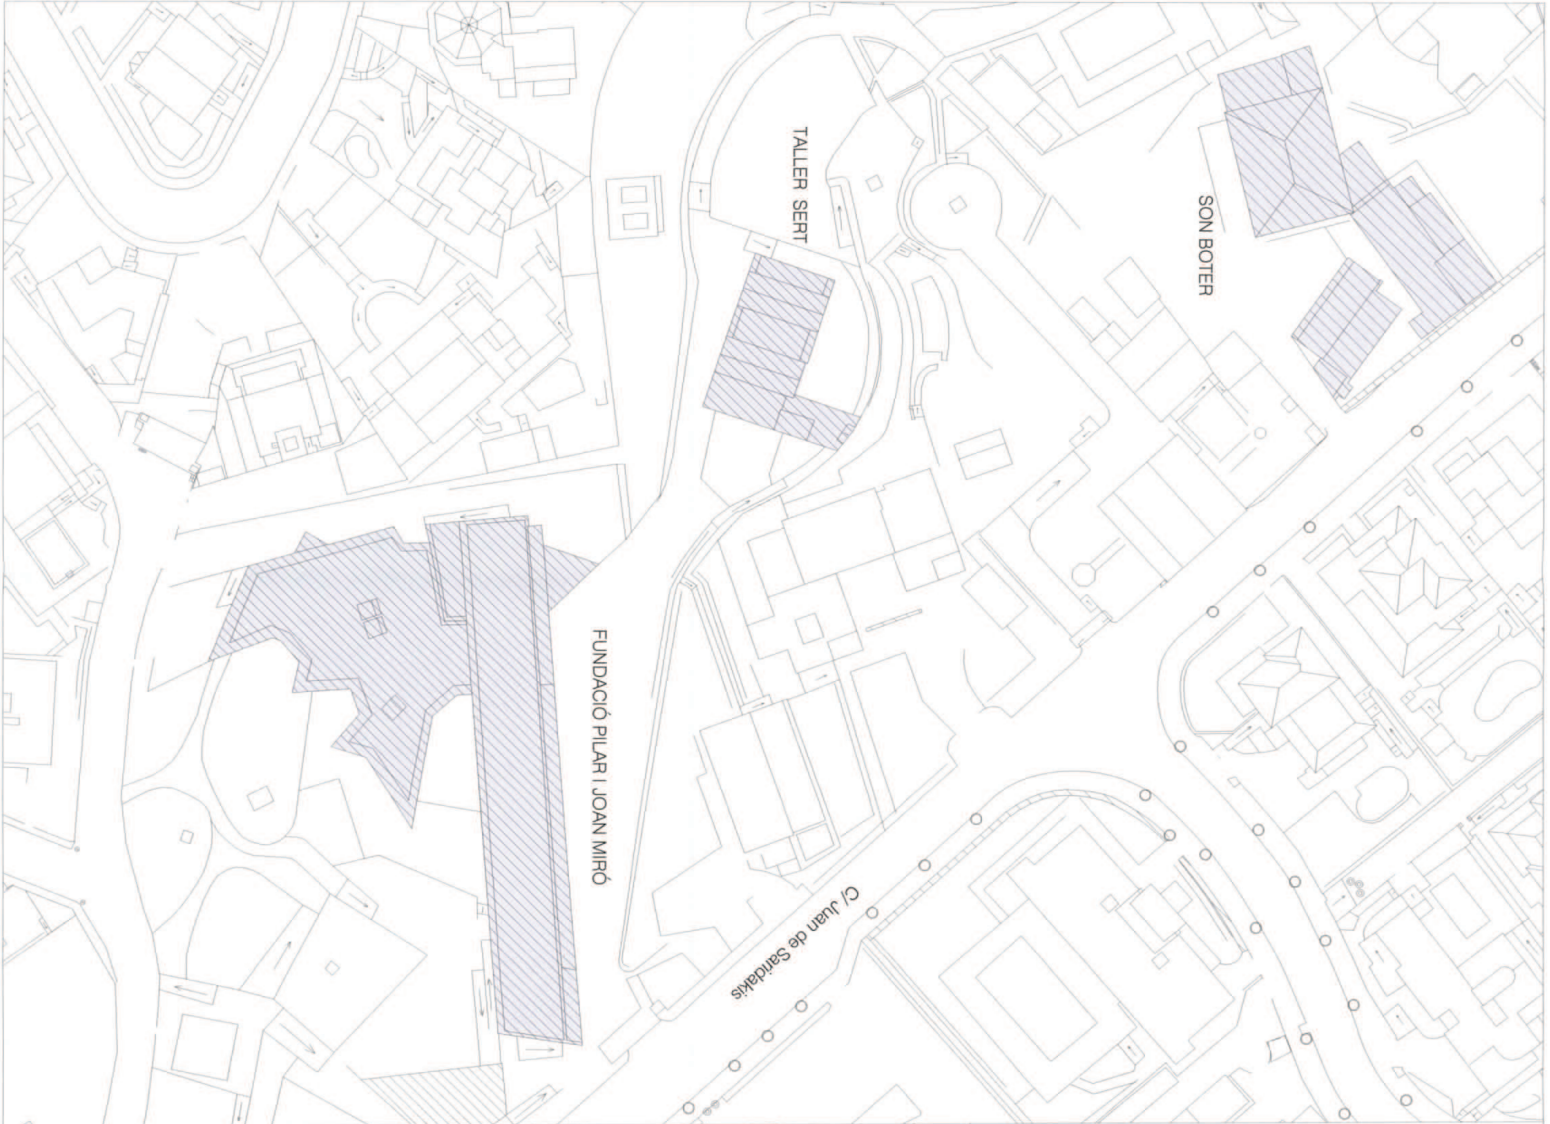 TALLER SERT
SON BOTER
FUNDACIÓ PILAR I JOAN MIRÓ
C/ Juan de Saridakis